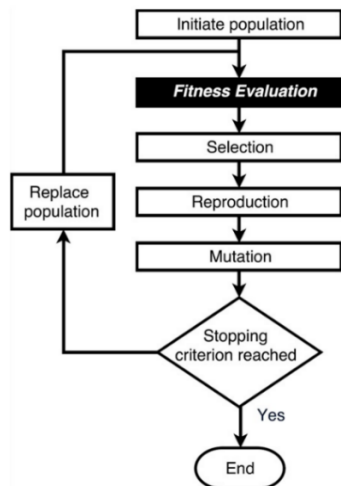 Initiate population
Fitness Evaluation
Selection
Replace
population
Reproduction
Mutation
Stopping
criterion reached
Yes
End